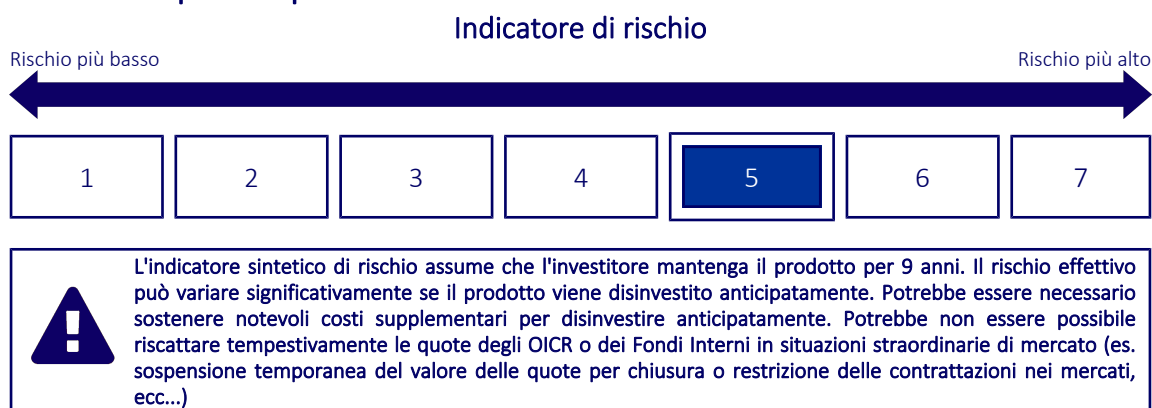 Indicatore di rischio
Rischio più basso
Rischio più alto
1
2
3
4
5
6
7
L'indicatore sintetico di rischio assume che l'investitore mantenga il prodotto per 9 anni. Il rischio effettivo
può variare significativamente se il prodotto viene disinvestito anticipatamente. Potrebbe essere necessario
sostenere notevoli costi supplementari per disinvestire anticipatamente. Potrebbe non essere possibile
riscattare tempestivamente le quote degli OICR o dei Fondi Interni in situazioni straordinarie di mercato (es.
sospensione temporanea del valore delle quote per chiusura o restrizione delle contrattazioni nei mercati,
ecc...)